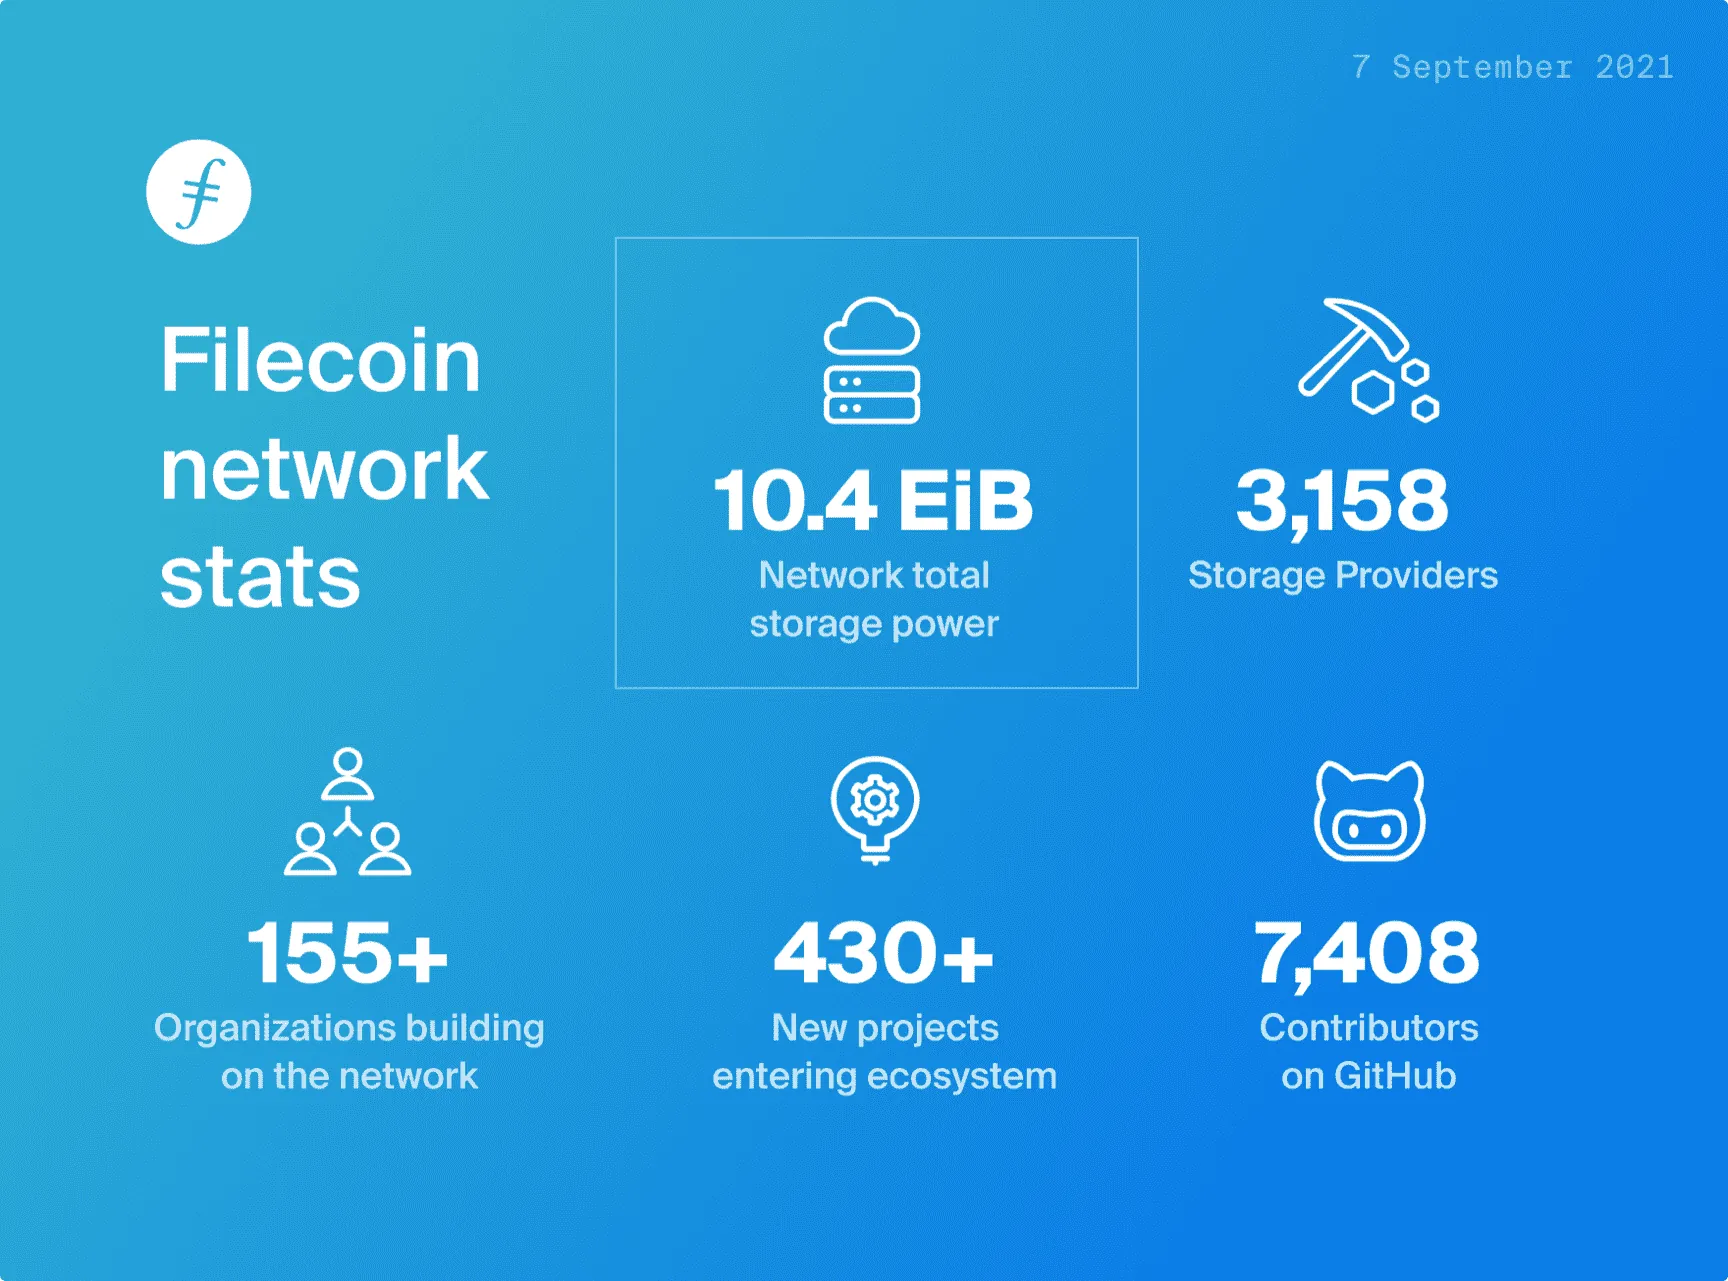 7 September 2021
Filecoin
network
stats
10.4 EiB
Network total
storage power
3,158
Storage Providers
155+
Organizations building
on the network
430+
New projects
entering ecosystem
7,408
Contributors
on GitHub